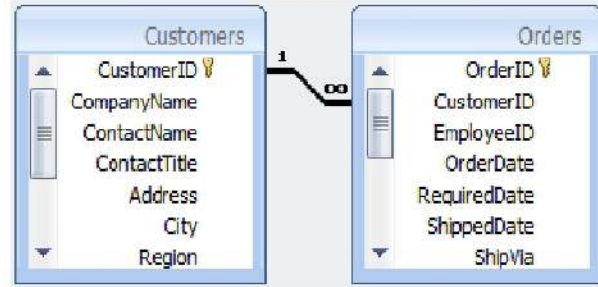 Customers
CustomerID
CompanyName
ContactName
ContactTitle
Address
City
Region
1
∞
Orders
OrderID
CustomerID
EmployeeID
OrderDate
RequiredDate
ShippedDate
ShipVia